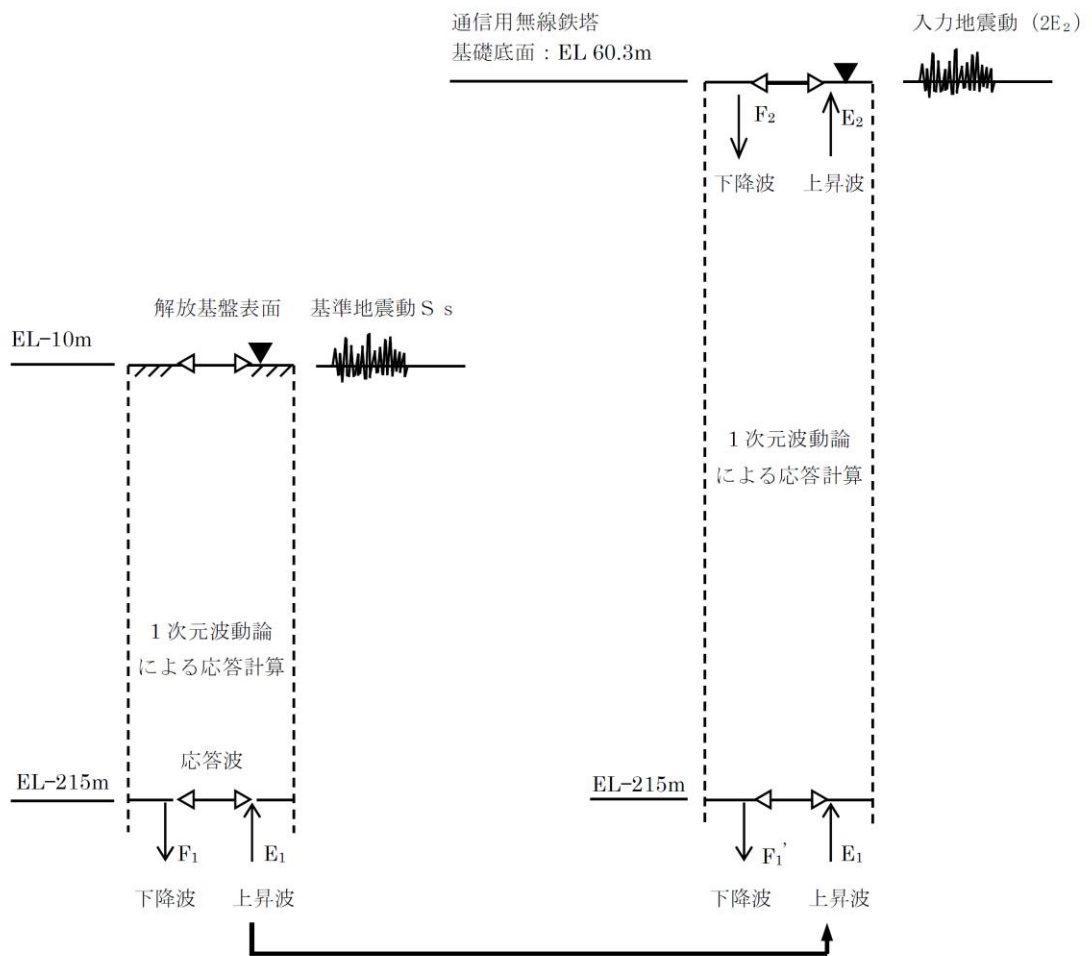 通信用無線鉄塔
基礎底面：EL 60.3m
入力地震動（2E₂）
F₂
E₂
下降波
上昇波
解放基盤表面
基準地震動Ｓｓ
EL-10m
１次元波動論
による応答計算
１次元波動論
による応答計算
応答波
EL-215m
F₁
E₁
下降波
上昇波
EL-215m
F₁'
E₁
下降波
上昇波